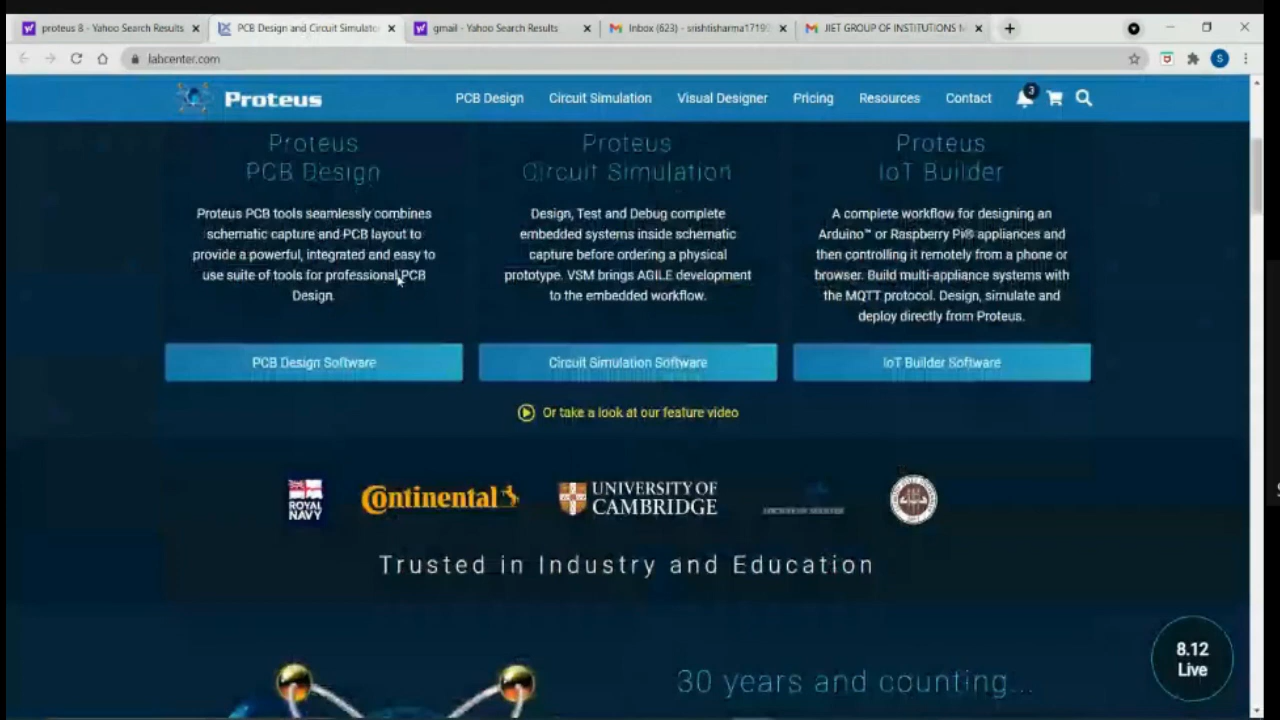 proteus 8 - Yahoo Search Results
PCB Design and Circuit Simulato
gmail - Yahoo Search Results
Inbox (623) - srishtisharma1719
JIET GROUP OF INSTITUTIONS
labcenter.com
S
Proteus
PCB Design
Circuit Simulation
Visual Designer
Pricing
Resources
Contact
3
Proteus
PCB Design
Proteus PCB tools seamlessly combines
schematic capture and PCB layout to
provide a powerful, integrated and easy to
use suite of tools for professional PCB
Design.
PCB Design Software
Proteus
Circuit Simulation
Design, Test and Debug complete
embedded systems inside schematic
capture before ordering a physical
prototype. VSM brings AGILE development
to the embedded workflow.
Circuit Simulation Software
Proteus
IoT Builder
A complete workflow for designing an
Arduino™ or Raspberry Pi® appliances and
then controlling it remotely from a phone or
browser. Build multi-appliance systems with
the MQTT protocol. Design, simulate and
deploy directly from Proteus.
IoT Builder Software
Or take a look at our feature video
ROYAL
NAVY
Continental
UNIVERSITY OF
CAMBRIDGE
Trusted in Industry and Education
30 years and counting...
8.12
Live